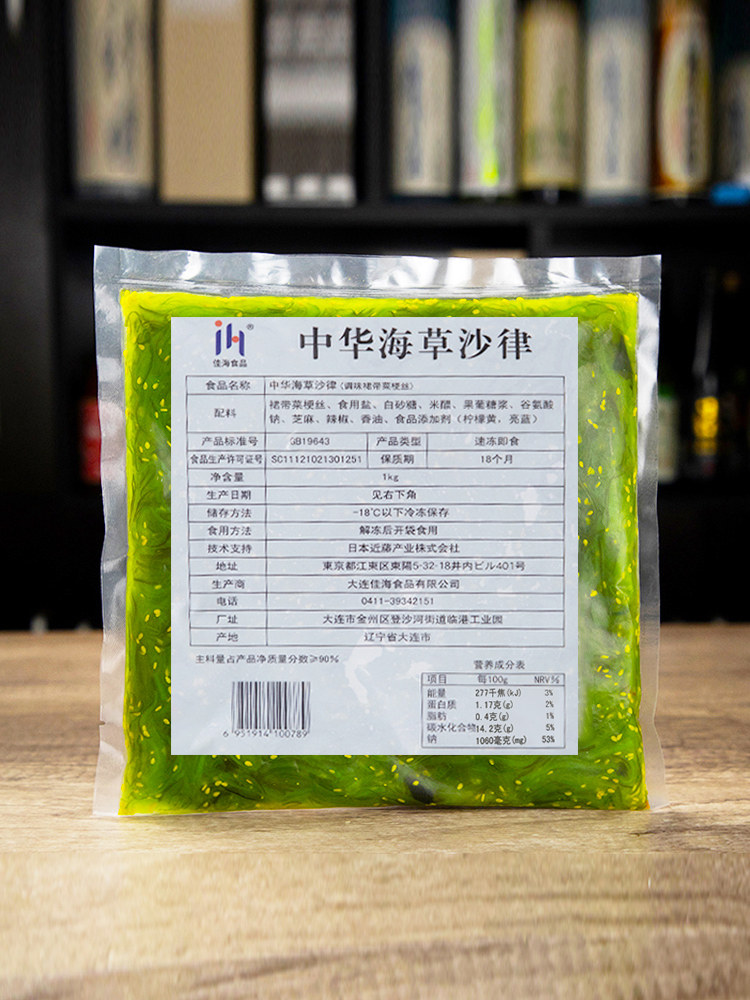 iH®
佳海食品
中华海草沙律
食品名称 中华海草沙律(调味裙带菜梗丝)
配料 裙带菜梗丝、食用盐、白砂糖、米醋、果葡糖浆、谷氨酸
钠、芝麻、辣椒、香油、食品添加剂(柠檬黄,亮蓝)
产品标准号 GB19643 产品类型 速冻即食
食品生产许可证号 SC11121021301251 保质期 18个月
净含量 1kg
生产日期 见右下角
储存方法 -18℃以下冷冻保存
食用方法 解冻后开袋食用
技术支持 日本近藤产业株式会社
地址 東京都江東区東陽5-32-18井内ビル401号
生产商 大连佳海食品有限公司
电话 0411-39342151
厂址 大连市金州区登沙河街道临港工业园
产地 辽宁省大连市
主料量占产品净质量分数≥90%
6 951914 100789
营养成分表
项目 每100g NRV%
能量 277千焦(kJ) 3%
蛋白质 1.17克(g) 2%
脂肪 0.4克(g) 1%
碳水化合物 14.2克(g) 5%
钠 1060毫克(mg) 53%